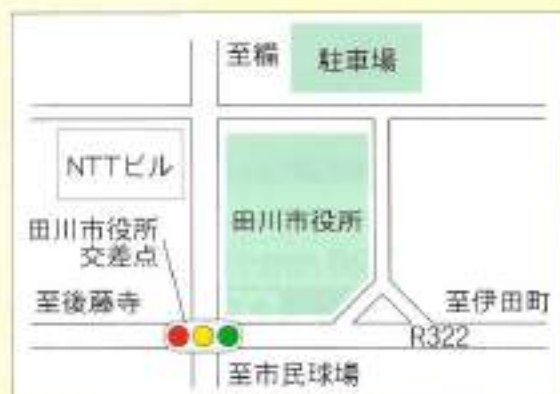 至糒
駐車場
NTTビル
田川市役所
田川市役所
交差点
至後藤寺
至伊田町
R322
至市民球場